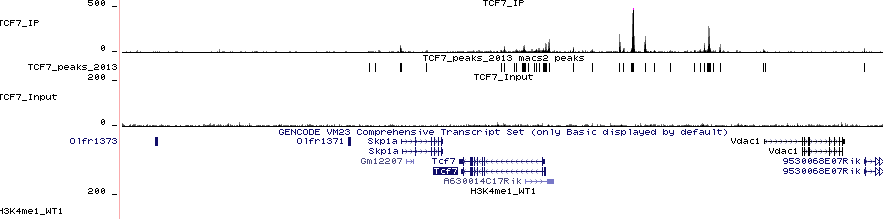 500
TCF7_IP
TCF7_IP
0
TCF7_peaks_2013 macs2 peaks
TCF7_peaks_2013
200
TCF7_Input
TCF7_Input
0
GENCODE VM23 Comprehensive Transcript Set (only Basic displayed by default)
Olfr1373 Olfr1371 Skp1a Vdac1
Skp1a Vdac1
Gm12207 Tcf7 9530068E07Rik
Tcf7 9530068E07Rik
A630014C17Rik
200 H3K4me1_WT1
H3K4me1_WT1